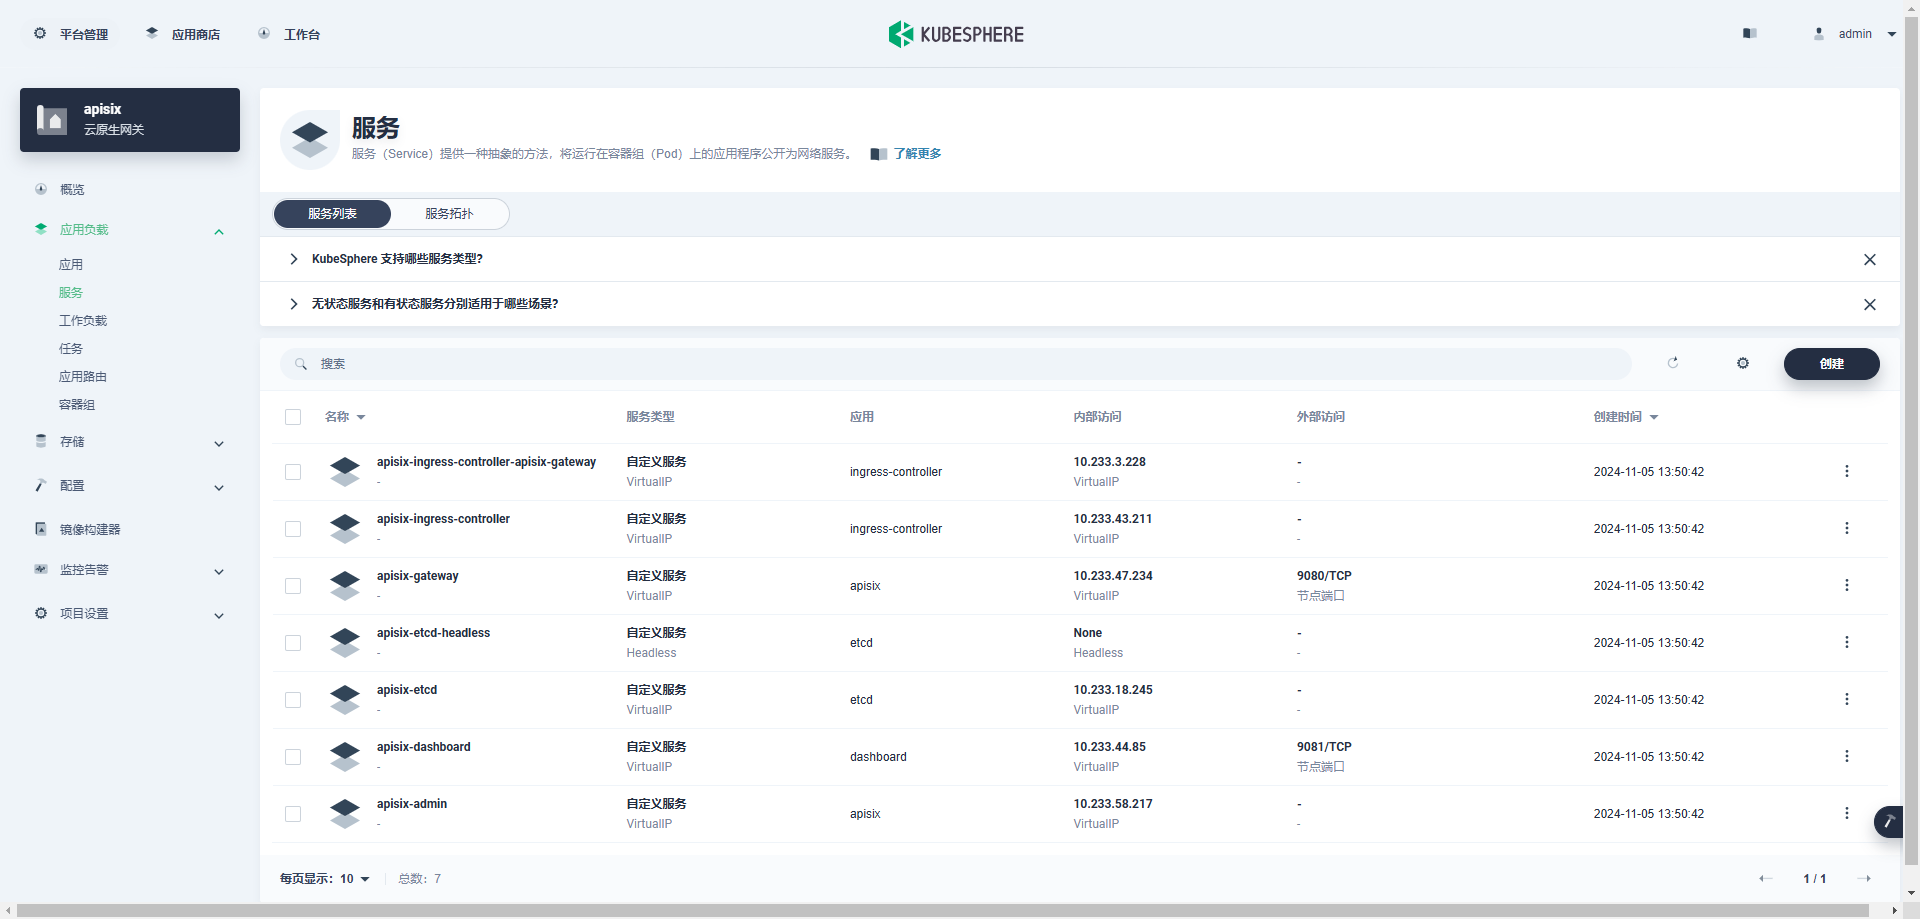 平台管理 应用商店 工作台 KUBESPHERE admin
apisix
云原生网关
概览
应用负载
应用
服务
工作负载
任务
应用路由
容器组
存储
配置
镜像构建器
监控告警
项目设置
服务
服务（Service）提供一种抽象的方法，将运行在容器组（Pod）上的应用程序公开为网络服务。 了解更多
服务列表 服务拓扑
KubeSphere 支持哪些服务类型?
无状态服务和有状态服务分别适用于哪些场景?
搜索 创建
名称 服务类型 应用 内部访问 外部访问 创建时间
apisix-ingress-controller-apisix-gateway 自定义服务 ingress-controller 10.233.3.228 - 2024-11-05 13:50:42
- VirtualIP VirtualIP -
apisix-ingress-controller 自定义服务 ingress-controller 10.233.43.211 - 2024-11-05 13:50:42
- VirtualIP VirtualIP -
apisix-gateway 自定义服务 apisix 10.233.47.234 9080/TCP 2024-11-05 13:50:42
- VirtualIP VirtualIP 节点端口
apisix-etcd-headless 自定义服务 etcd None - 2024-11-05 13:50:42
- Headless Headless -
apisix-etcd 自定义服务 etcd 10.233.18.245 - 2024-11-05 13:50:42
- VirtualIP VirtualIP -
apisix-dashboard 自定义服务 dashboard 10.233.44.85 9081/TCP 2024-11-05 13:50:42
- VirtualIP VirtualIP 节点端口
apisix-admin 自定义服务 apisix 10.233.58.217 - 2024-11-05 13:50:42
- VirtualIP VirtualIP -
每页显示：10 总数：7 1 / 1